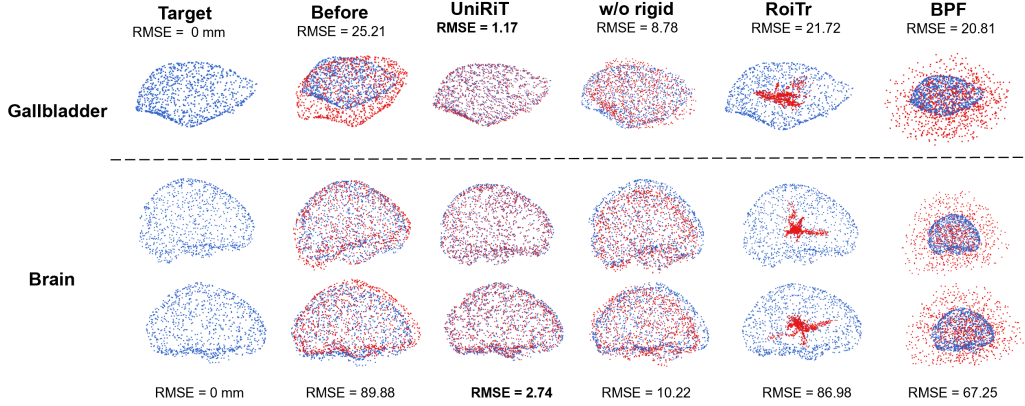 Target Before UniRiT w/o rigid RoiTr BPF
RMSE = 0 mm RMSE = 25.21 RMSE = 1.17 RMSE = 8.78 RMSE = 21.72 RMSE = 20.81
Gallbladder
Brain
RMSE = 0 mm RMSE = 89.88 RMSE = 2.74 RMSE = 10.22 RMSE = 86.98 RMSE = 67.25